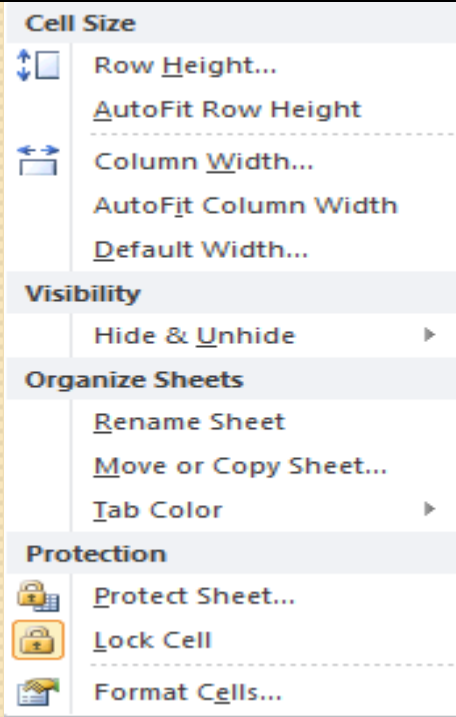 Cell Size
Row Height...
AutoFit Row Height
Column Width...
AutoFit Column Width
Default Width...
Visibility
Hide & Unhide
Organize Sheets
Rename Sheet
Move or Copy Sheet...
Tab Color
Protection
Protect Sheet...
Lock Cell
Format Cells...